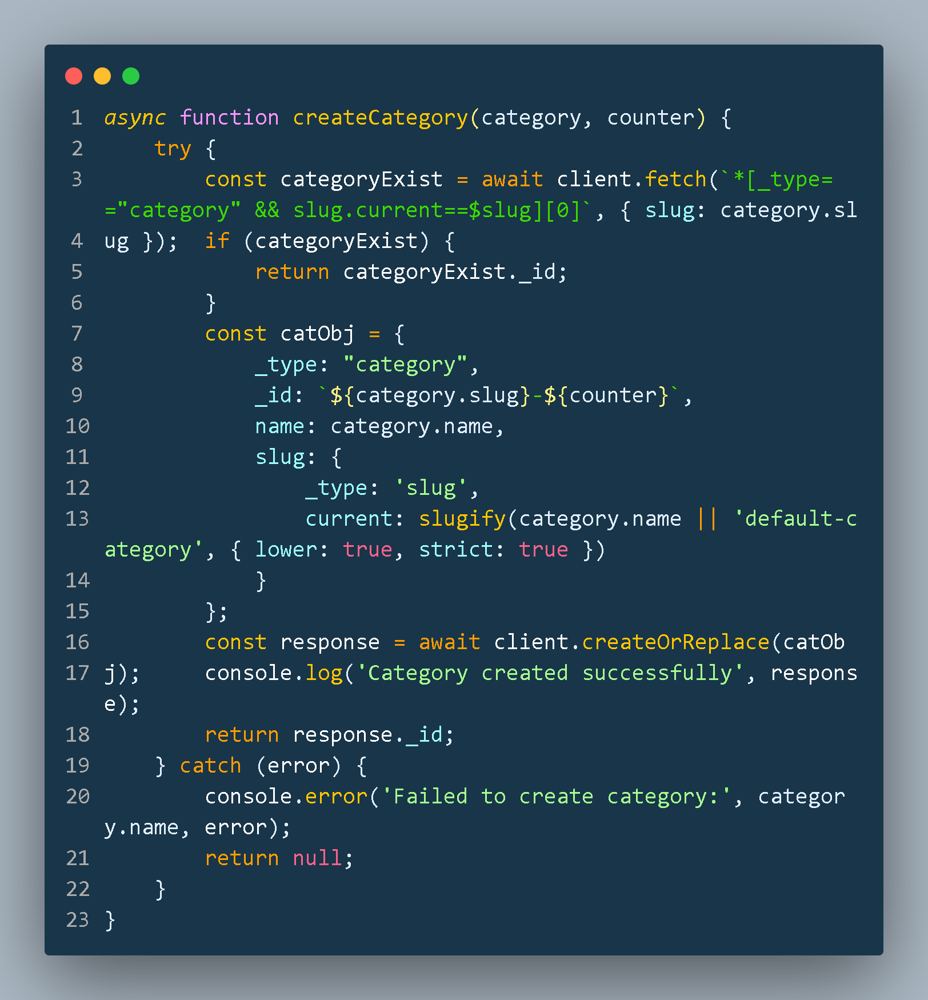 1 async function createCategory(category, counter) {
2     try {
3         const categoryExist = await client.fetch(`*[_type=
="category" && slug.current==$slug][0]`, { slug: category.sl
4 ug });  if (categoryExist) {
5             return categoryExist._id;
6         }
7         const catObj = {
8             _type: "category",
9             _id: `${category.slug}-${counter}`,
10             name: category.name,
11             slug: {
12                 _type: 'slug',
13                 current: slugify(category.name || 'default-c
ategory', { lower: true, strict: true })
14             }
15         };
16         const response = await client.createOrReplace(catOb
17 j);     console.log('Category created successfully', respons
e);
18         return response._id;
19     } catch (error) {
20         console.error('Failed to create category:', categor
y.name, error);
21         return null;
22     }
23 }